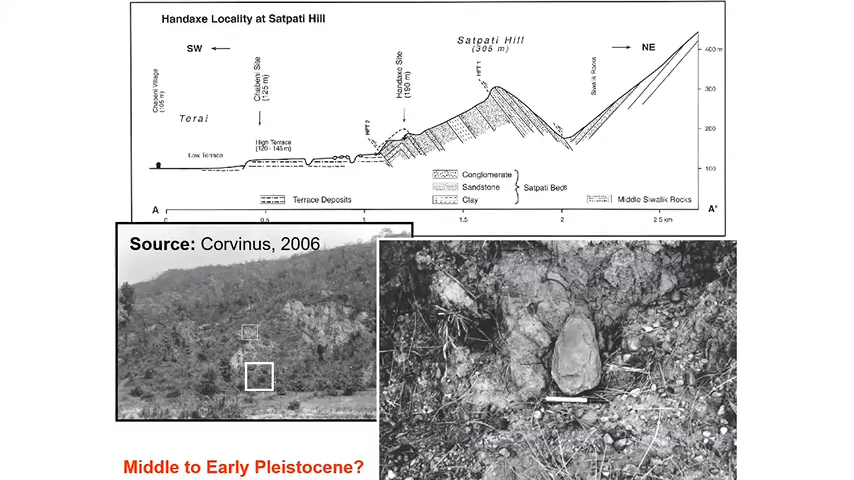 Handaxe Locality at Satpati Hill
SW
Satpati Hill
(305 m)
NE
400 m
300
200
100
Chabeni Village
(105 m)
Chabeni Site
(125 m)
Handaxe Site
(190 m)
HFT 1
HFT 2
Siwalik Rocks
Terai
Low Terrace
High Terrace
(120 - 145 m)
Conglomerate
Sandstone
Clay
Satpati Beds
Terrace Deposits
Middle Siwalik Rocks
A
A"
0
0.5
1
1.5
2
2.5 km
Source: Corvinus, 2006
Middle to Early Pleistocene?